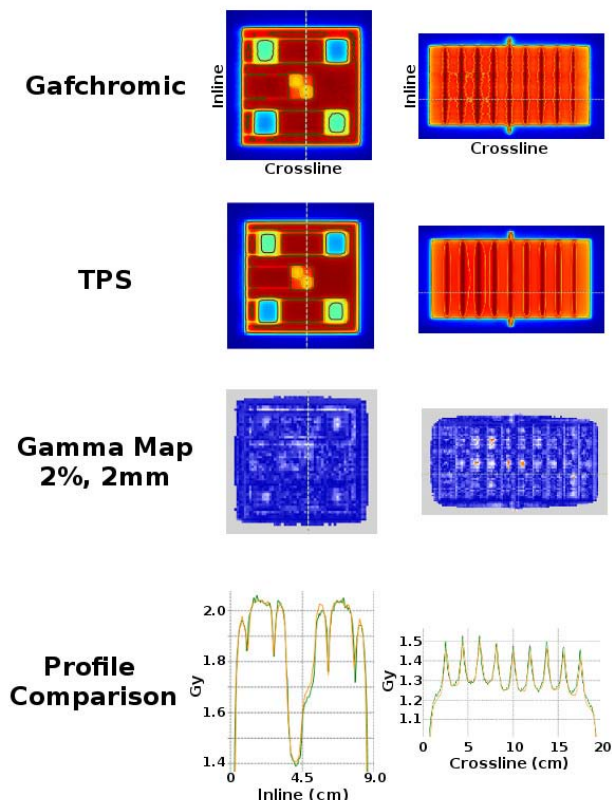 Gafchromic
Inline
Crossline
Inline
Crossline
TPS
Gamma Map
2%, 2mm
Profile
Comparison
Gy
2.0
1.8
1.6
1.4
0
4.5
9.0
Inline (cm)
Gy
1.5
1.4
1.3
1.2
1.1
0
5
10
15
20
Crossline (cm)